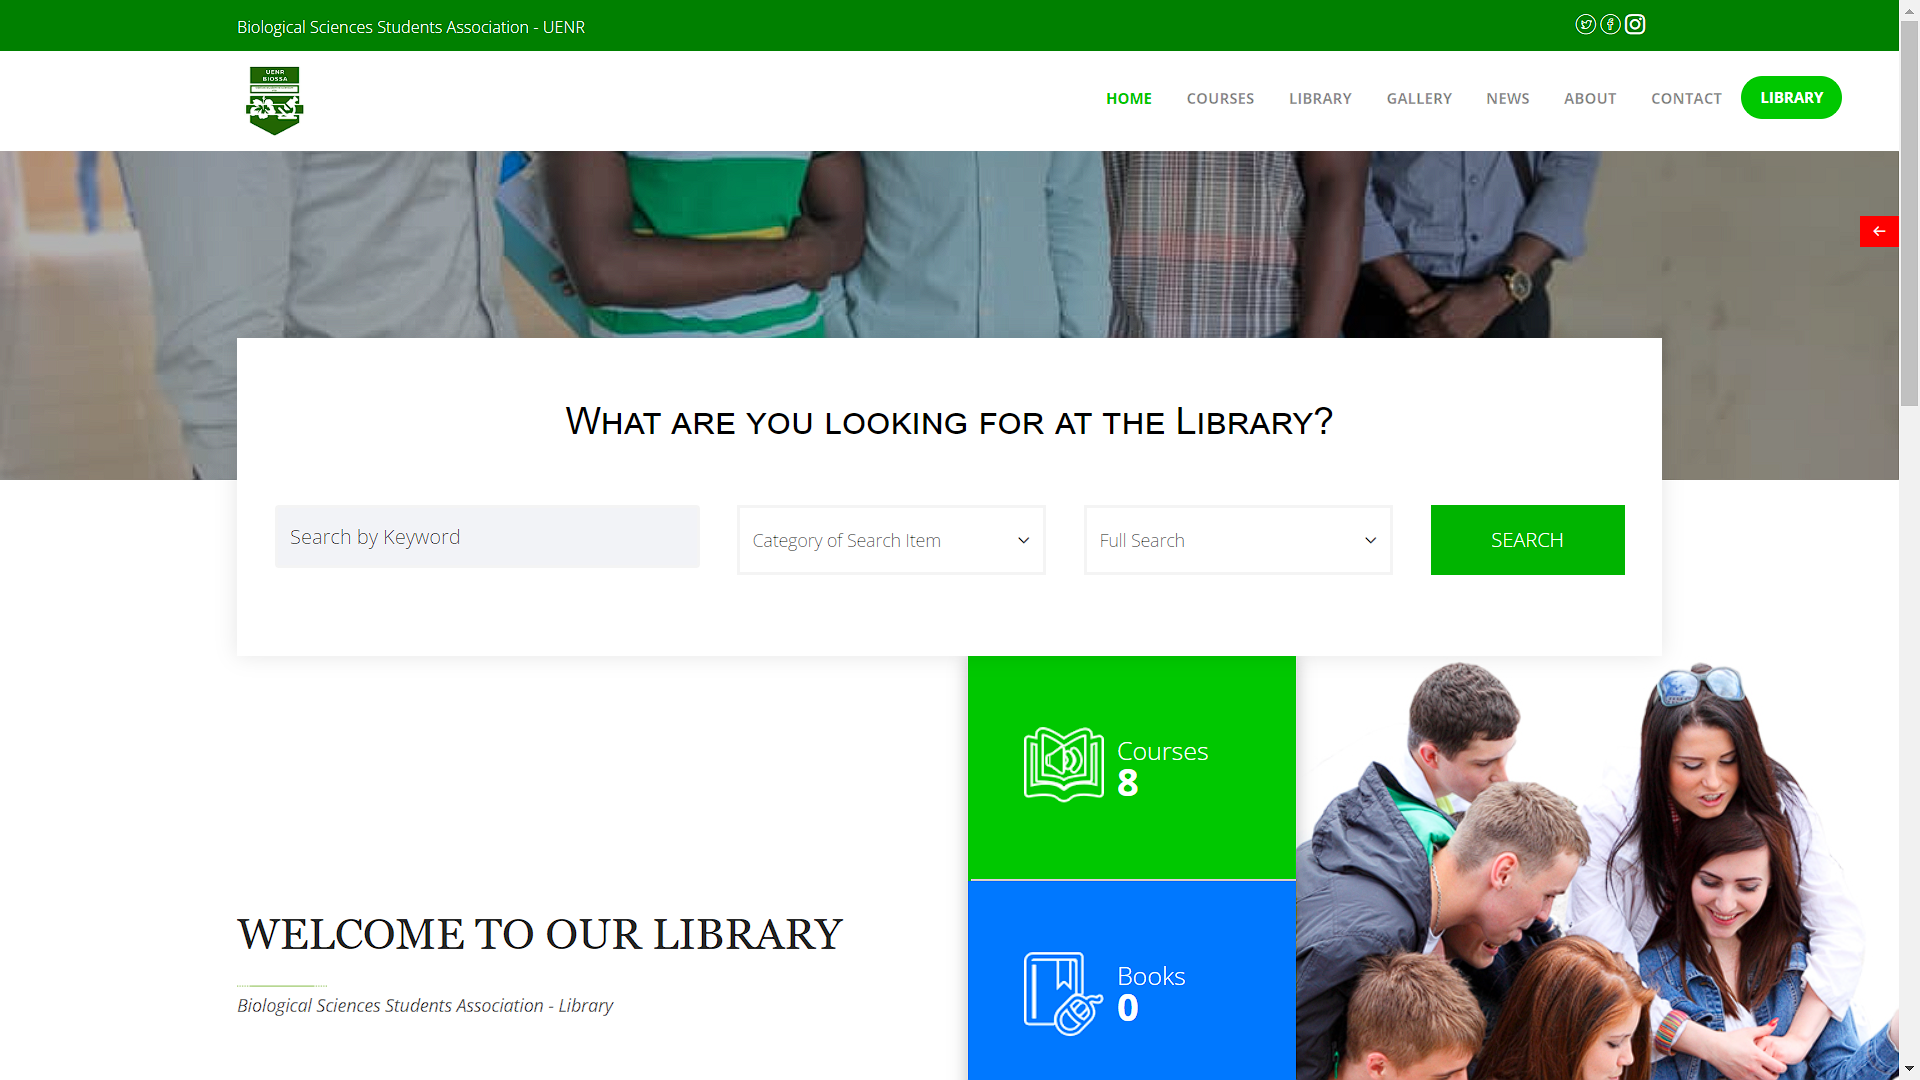 Biological Sciences Students Association - UENR
UENR
BIOSSA
HOME
COURSES
LIBRARY
GALLERY
NEWS
ABOUT
CONTACT
LIBRARY
What are you looking for at the Library?
Search by Keyword
Category of Search Item
Full Search
SEARCH
Courses
8
WELCOME TO OUR LIBRARY
Biological Sciences Students Association - Library
Books
0